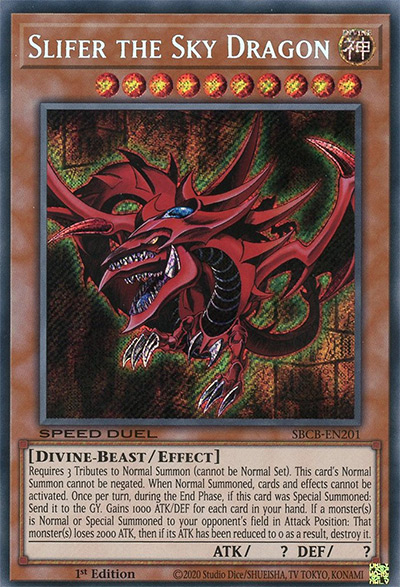 SLIFER THE SKY DRAGON
DIVINE
神
SPEED DUEL
SBCB-EN201
[DIVINE-BEAST/EFFECT]
Requires 3 Tributes to Normal Summon (cannot be Normal Set). This card's Normal
Summon cannot be negated. When Normal Summoned, cards and effects cannot be
activated. Once per turn, during the End Phase, if this card was Special Summoned:
Send it to the GY. Gains 1000 ATK/DEF for each card in your hand. If a monster(s)
is Normal or Special Summoned to your opponent's field in Attack Position: That
monster(s) loses 2000 ATK, then if its ATK has been reduced to 0 as a result, destroy it.
ATK/ ? DEF/ ?
1st Edition
©2020 Studio Dice/SHUEISHA, TV TOKYO, KONAMI